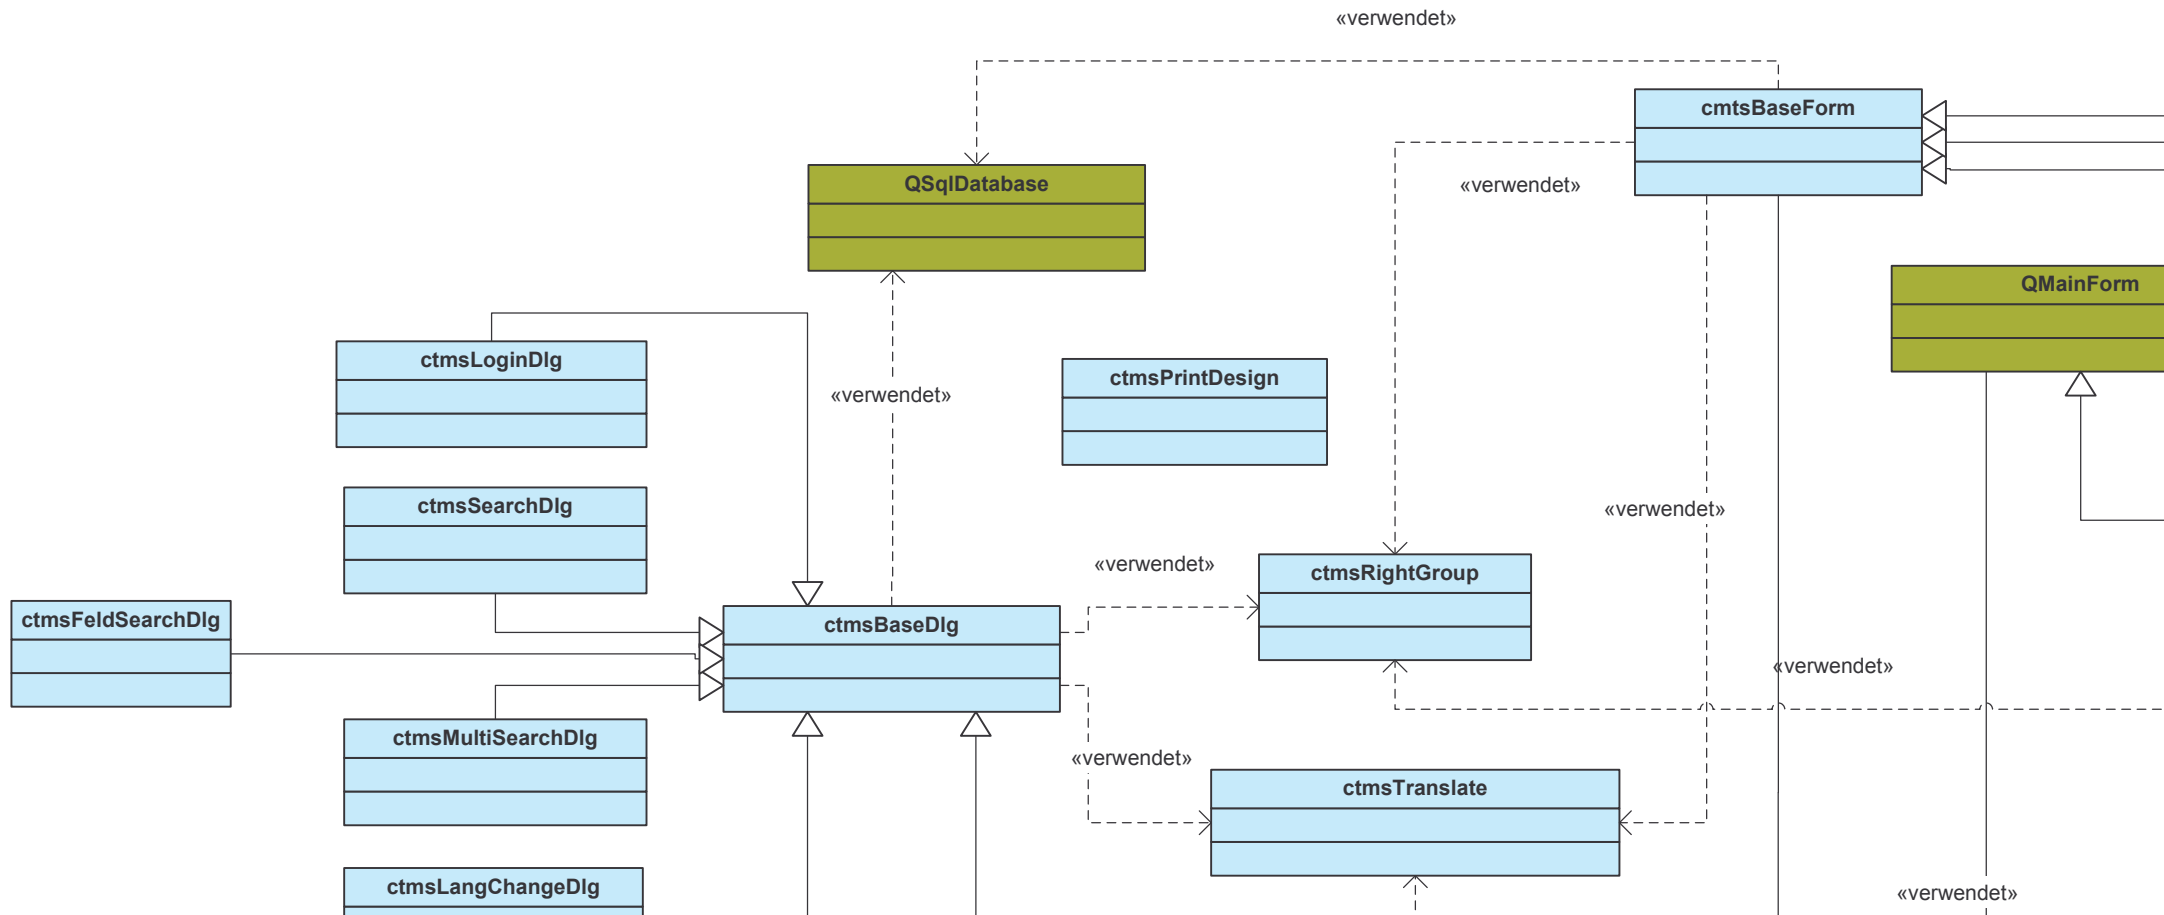 «verwendet»
cmtsBaseForm
QSqlDatabase
«verwendet»
QMainForm
ctmsLoginDlg
ctmsPrintDesign
«verwendet»
ctmsSearchDlg
«verwendet»
«verwendet»
ctmsRightGroup
ctmsFeldSearchDlg
ctmsBaseDlg
«verwendet»
ctmsMultiSearchDlg
«verwendet»
ctmsTranslate
ctmsLangChangeDlg
«verwendet»